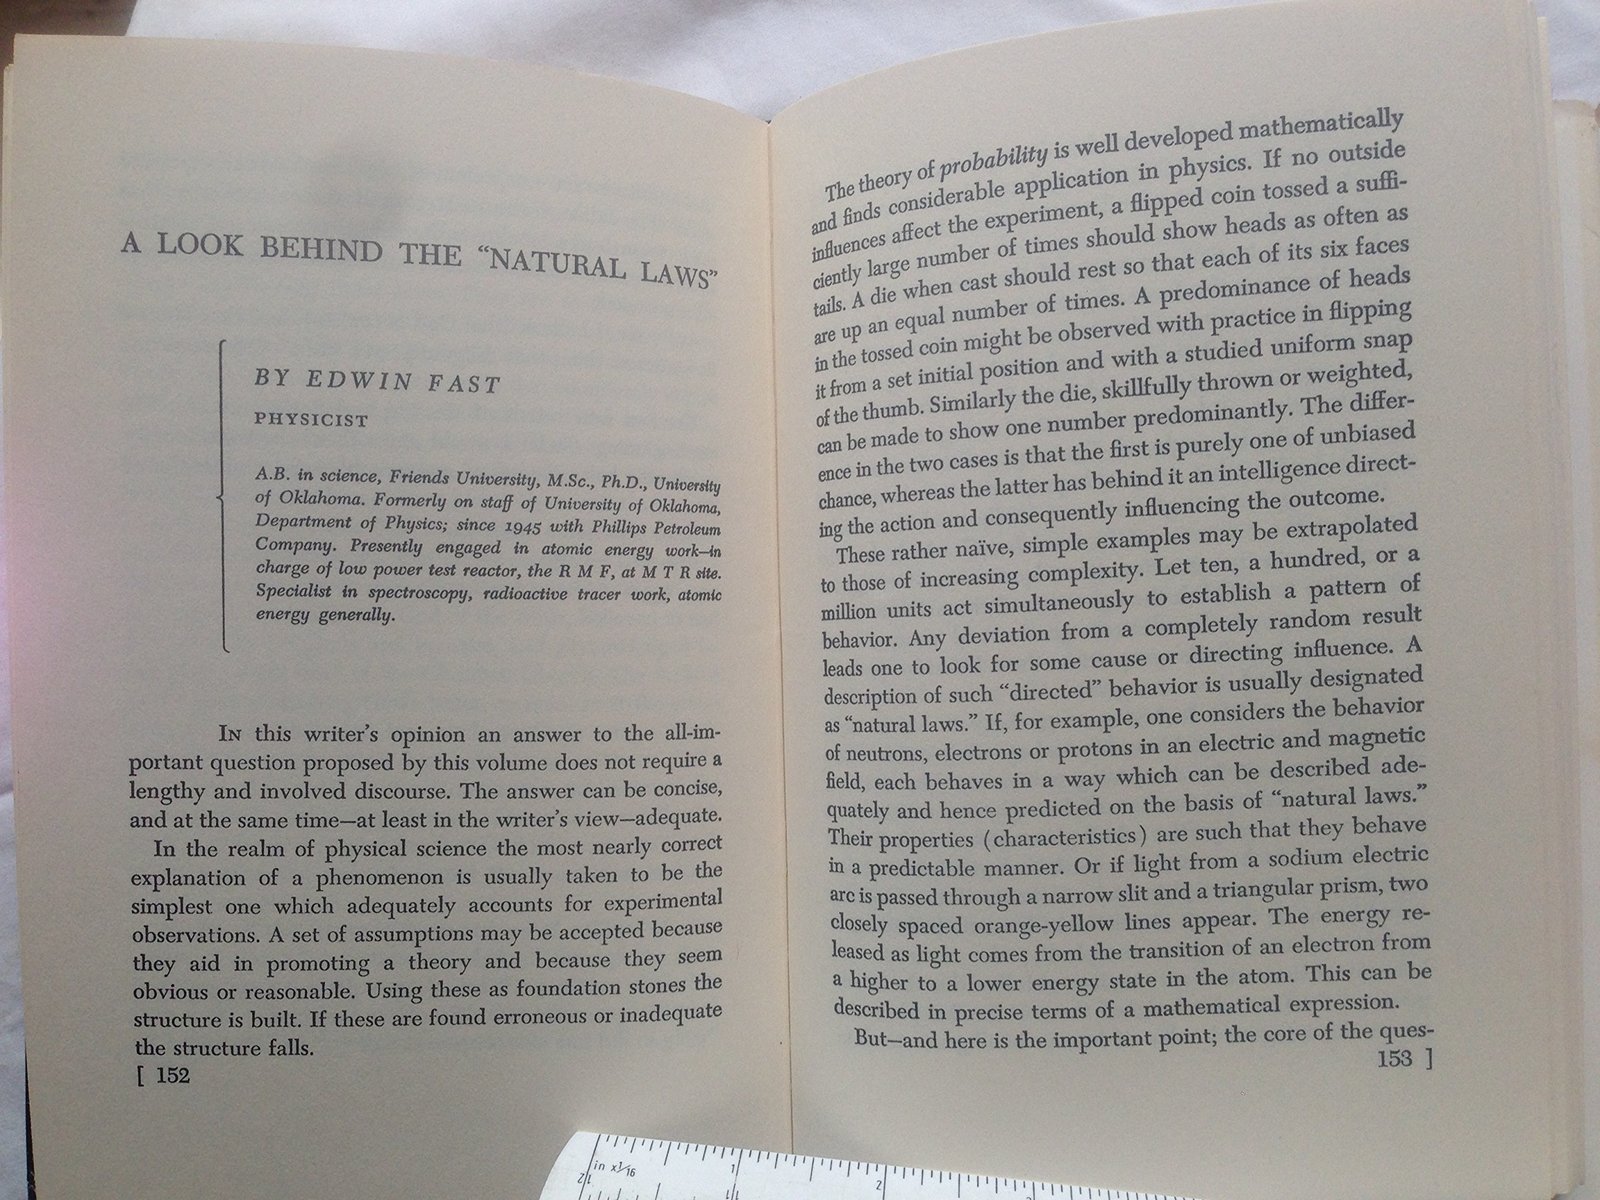 A LOOK BEHIND THE “NATURAL LAWS”
BY EDWIN FAST
PHYSICIST
A.B. in science, Friends University, M.Sc., Ph.D., University
of Oklahoma. Formerly on staff of University of Oklahoma,
Department of Physics; since 1945 with Phillips Petroleum
Company. Presently engaged in atomic energy work—in
charge of low power test reactor, the R M F, at M T R site.
Specialist in spectroscopy, radioactive tracer work, atomic
energy generally.
IN this writer’s opinion an answer to the all-im-
portant question proposed by this volume does not require a
lengthy and involved discourse. The answer can be concise,
and at the same time—at least in the writer’s view—adequate.
In the realm of physical science the most nearly correct
explanation of a phenomenon is usually taken to be the
simplest one which adequately accounts for experimental
observations. A set of assumptions may be accepted because
they aid in promoting a theory and because they seem
obvious or reasonable. Using these as foundation stones the
structure is built. If these are found erroneous or inadequate
the structure falls.
[ 152
The theory of probability is well developed mathematically
and finds considerable application in physics. If no outside
influences affect the experiment, a flipped coin tossed a suffi-
ciently large number of times should show heads as often as
tails. A die when cast should rest so that each of its six faces
are up an equal number of times. A predominance of heads
in the tossed coin might be observed with practice in flipping
it from a set initial position and with a studied uniform snap
of the thumb. Similarly the die, skillfully thrown or weighted,
can be made to show one number predominantly. The differ-
ence in the two cases is that the first is purely one of unbiased
chance, whereas the latter has behind it an intelligence direct-
ing the action and consequently influencing the outcome.
These rather naïve, simple examples may be extrapolated
to those of increasing complexity. Let ten, a hundred, or a
million units act simultaneously to establish a pattern of
behavior. Any deviation from a completely random result
leads one to look for some cause or directing influence. A
description of such “directed” behavior is usually designated
as “natural laws.” If, for example, one considers the behavior
of neutrons, electrons or protons in an electric and magnetic
field, each behaves in a way which can be described ade-
quately and hence predicted on the basis of “natural laws.”
Their properties (characteristics) are such that they behave
in a predictable manner. Or if light from a sodium electric
arc is passed through a narrow slit and a triangular prism, two
closely spaced orange-yellow lines appear. The energy re-
leased as light comes from the transition of an electron from
a higher to a lower energy state in the atom. This can be
described in precise terms of a mathematical expression.
But—and here is the important point; the core of the ques-
153 ]
in x1/16
1
2